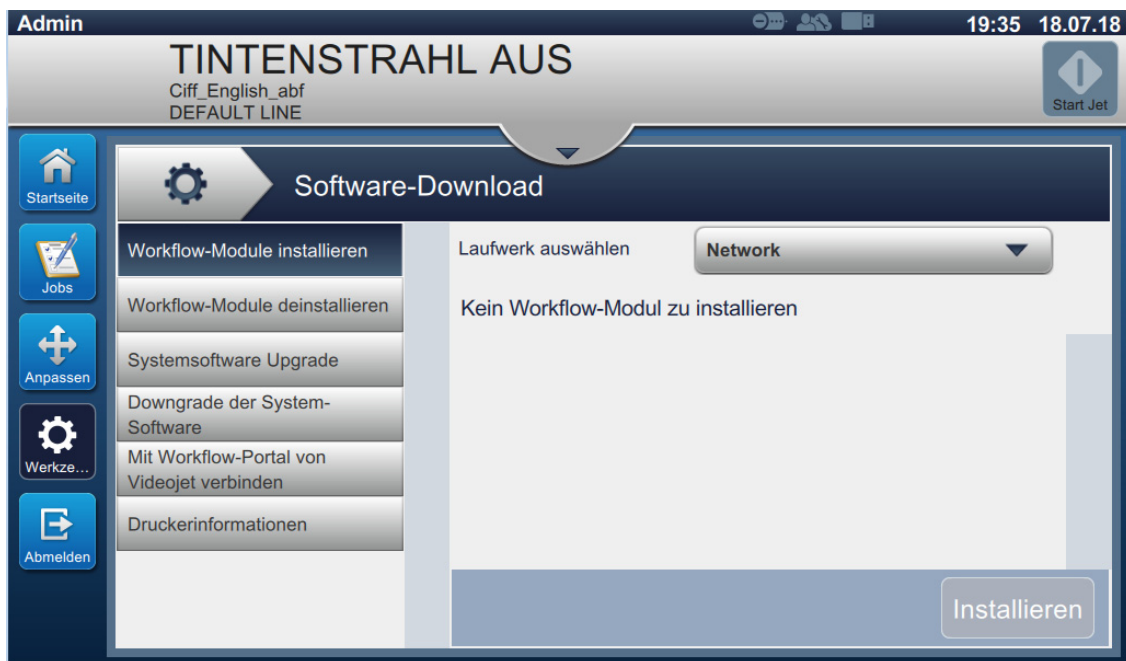 Admin
19:35 18.07.18
TINTENSTRAHL AUS
Ciff_English_abf
DEFAULT LINE
Start Jet
Startseite
Jobs
Anpassen
Werkze...
Abmelden
Software-Download
Workflow-Module installieren
Workflow-Module deinstallieren
Systemsoftware Upgrade
Downgrade der System-
Software
Mit Workflow-Portal von
Videojet verbinden
Druckerinformationen
Laufwerk auswählen
Network
Kein Workflow-Modul zu installieren
Installieren